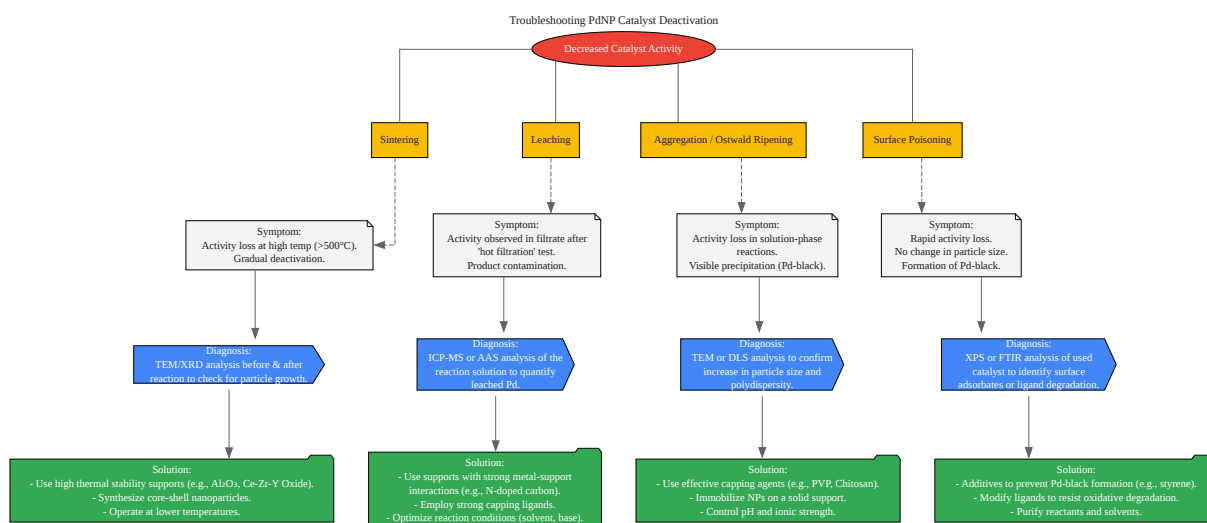 Troubleshooting PdNP Catalyst Deactivation
Decreased Catalyst Activity
Sintering
Leaching
Aggregation / Ostwald Ripening
Surface Poisoning
Symptom:
Activity loss at high temp (>500°C).
Gradual deactivation.
Symptom:
Activity observed in filtrate after
'hot filtration' test.
Product contamination.
Symptom:
Activity loss in solution-phase
reactions.
Visible precipitation (Pd-black).
Symptom:
Rapid activity loss.
No change in particle size.
Formation of Pd-black.
Diagnosis:
TEM/XRD analysis before & after
reaction to check for particle growth.
Diagnosis:
ICP-MS or AAS analysis of the
reaction solution to quantify
leached Pd.
Diagnosis:
TEM or DLS analysis to confirm
increase in particle size and
polydispersity.
Diagnosis:
XPS or FTIR analysis of used
catalyst to identify surface
adsorbates or ligand degradation.
Solution:
- Use high thermal stability supports (e.g., Al₂O₃, Ce-Zr-Y Oxide).
- Synthesize core-shell nanoparticles.
- Operate at lower temperatures.
Solution:
- Use supports with strong metal-support
interactions (e.g., N-doped carbon).
- Employ strong capping ligands.
- Optimize reaction conditions (solvent, base).
Solution:
- Use effective capping agents (e.g., PVP, Chitosan).
- Immobilize NPs on a solid support.
- Control pH and ionic strength.
Solution:
- Additives to prevent Pd-black formation (e.g., styrene).
- Modify ligands to resist oxidative degradation.
- Purify reactants and solvents.